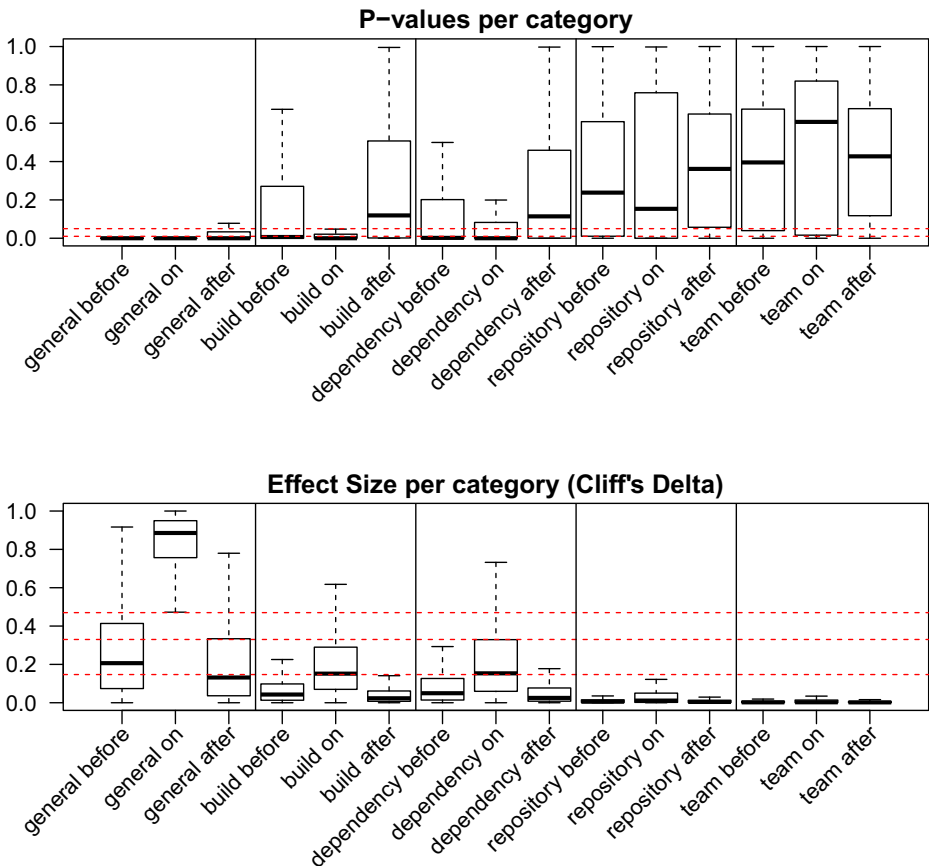 P−values per category
1.0
0.8
0.6
0.4
0.2
0.0
general before
general on
general after
build before
build on
build after
dependency before
dependency on
dependency after
repository before
repository on
repository after
team before
team on
team after
Effect Size per category (Cliff's Delta)
1.0
0.8
0.6
0.4
0.2
0.0
general before
general on
general after
build before
build on
build after
dependency before
dependency on
dependency after
repository before
repository on
repository after
team before
team on
team after